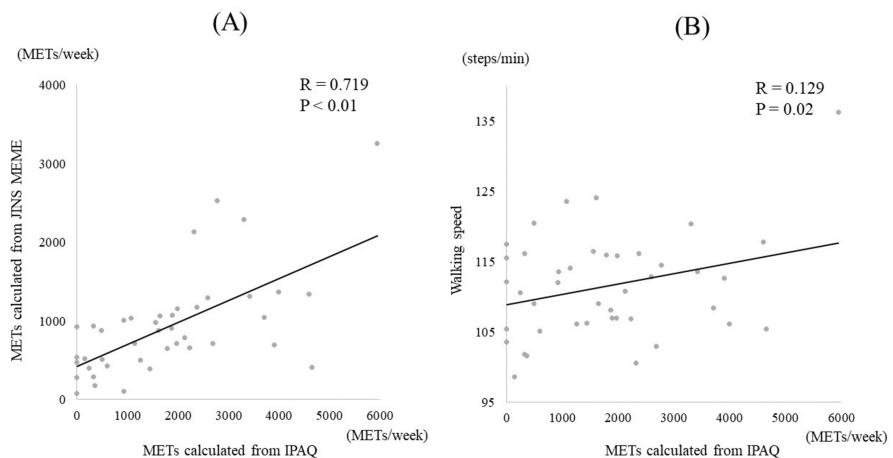 (A)
(METs/week)
R = 0.719
P < 0.01
METs calculated from JINS MEME
4000
3000
2000
1000
0
0 1000 2000 3000 4000 5000 6000
(METs/week)
METs calculated from IPAQ
(B)
(steps/min)
R = 0.129
P = 0.02
Walking speed
135
125
115
105
95
0 1000 2000 3000 4000 5000 6000
(METs/week)
METs calculated from IPAQ